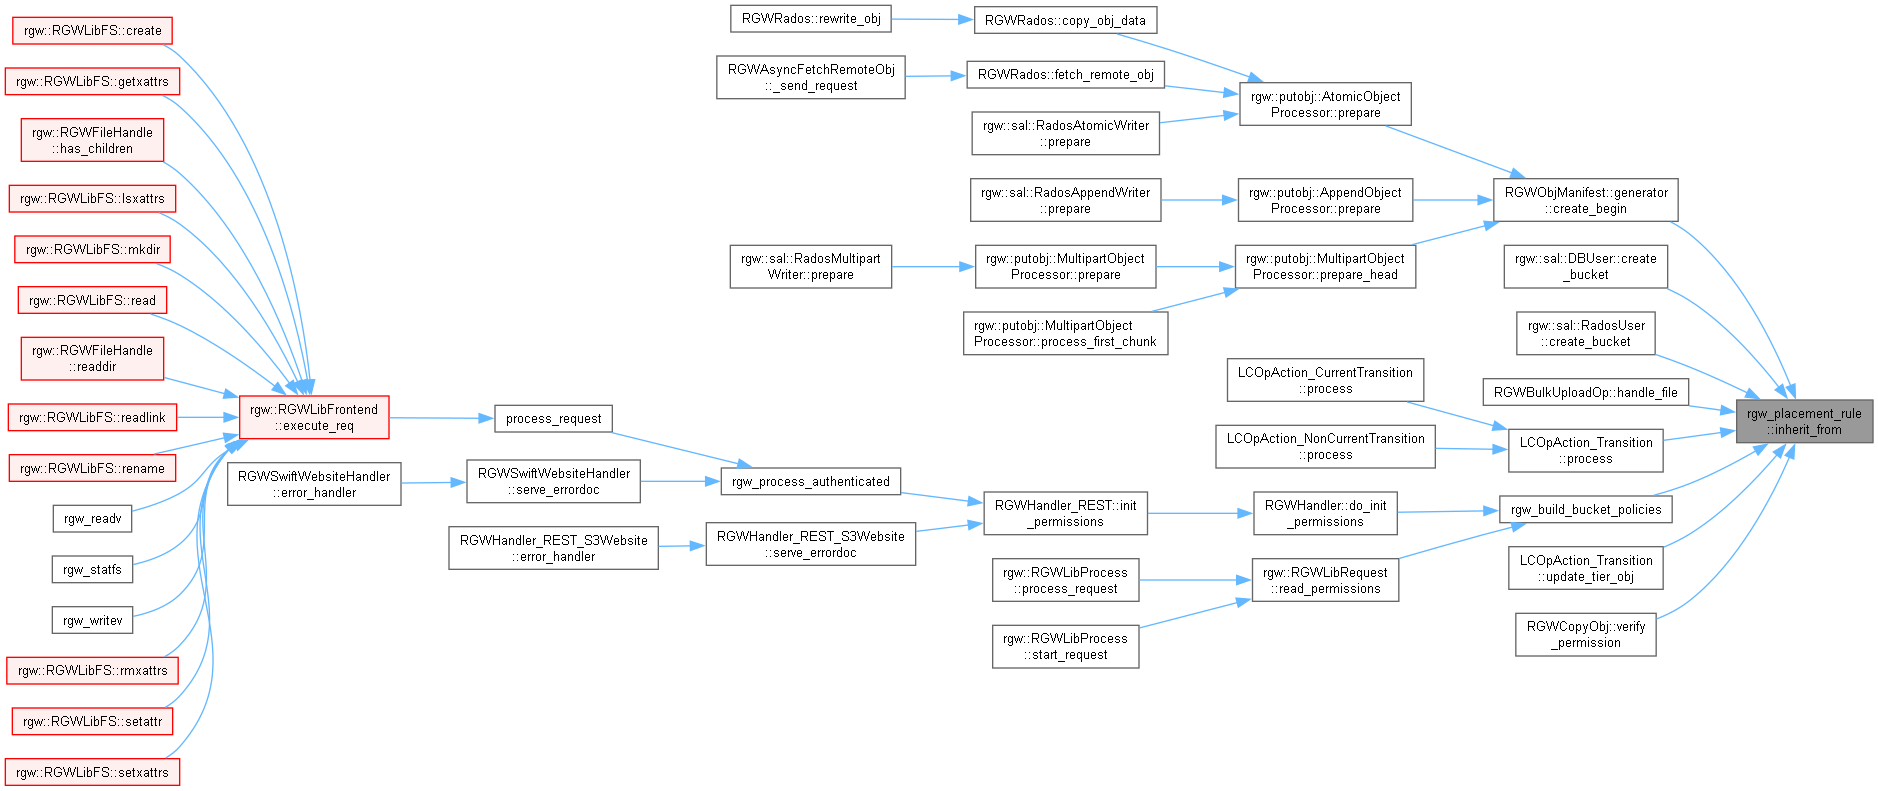 rgw::RGWLibFS::create
rgw::RGWLibFS::getxattrs
rgw::RGWFileHandle
::has_children
rgw::RGWLibFS::lsxattrs
rgw::RGWLibFS::mkdir
rgw::RGWLibFS::read
rgw::RGWFileHandle
::readdir
rgw::RGWLibFS::readlink
rgw::RGWLibFS::rename
rgw_readv
rgw_statfs
rgw_writev
rgw::RGWLibFS::rmxattrs
rgw::RGWLibFS::setattr
rgw::RGWLibFS::setxattrs
rgw::RGWLibFrontend
::execute_req
RGWSwiftWebsiteHandler
::error_handler
process_request
RGWSwiftWebsiteHandler
::serve_errordoc
RGWHandler_REST_S3Website
::error_handler
RGWRados::rewrite_obj
RGWAsyncFetchRemoteObj
::_send_request
rgw::sal::RadosMultipart
Writer::prepare
rgw_process_authenticated
RGWHandler_REST_S3Website
::serve_errordoc
RGWRados::copy_obj_data
RGWRados::fetch_remote_obj
rgw::sal::RadosAtomicWriter
::prepare
rgw::sal::RadosAppendWriter
::prepare
rgw::putobj::MultipartObject
Processor::prepare
rgw::putobj::MultipartObject
Processor::process_first_chunk
RGWHandler_REST::init
_permissions
rgw::RGWLibProcess
::process_request
rgw::RGWLibProcess
::start_request
rgw::putobj::AtomicObject
Processor::prepare
rgw::putobj::AppendObject
Processor::prepare
rgw::putobj::MultipartObject
Processor::prepare_head
LCOpAction_CurrentTransition
::process
LCOpAction_NonCurrentTransition
::process
RGWHandler::do_init
_permissions
rgw::RGWLibRequest
::read_permissions
RGWObjManifest::generator
::create_begin
rgw::sal::DBUser::create
_bucket
rgw::sal::RadosUser
::create_bucket
RGWBulkUploadOp::handle_file
LCOpAction_Transition
::process
rgw_build_bucket_policies
LCOpAction_Transition
::update_tier_obj
RGWCopyObj::verify
_permission
rgw_placement_rule
::inherit_from